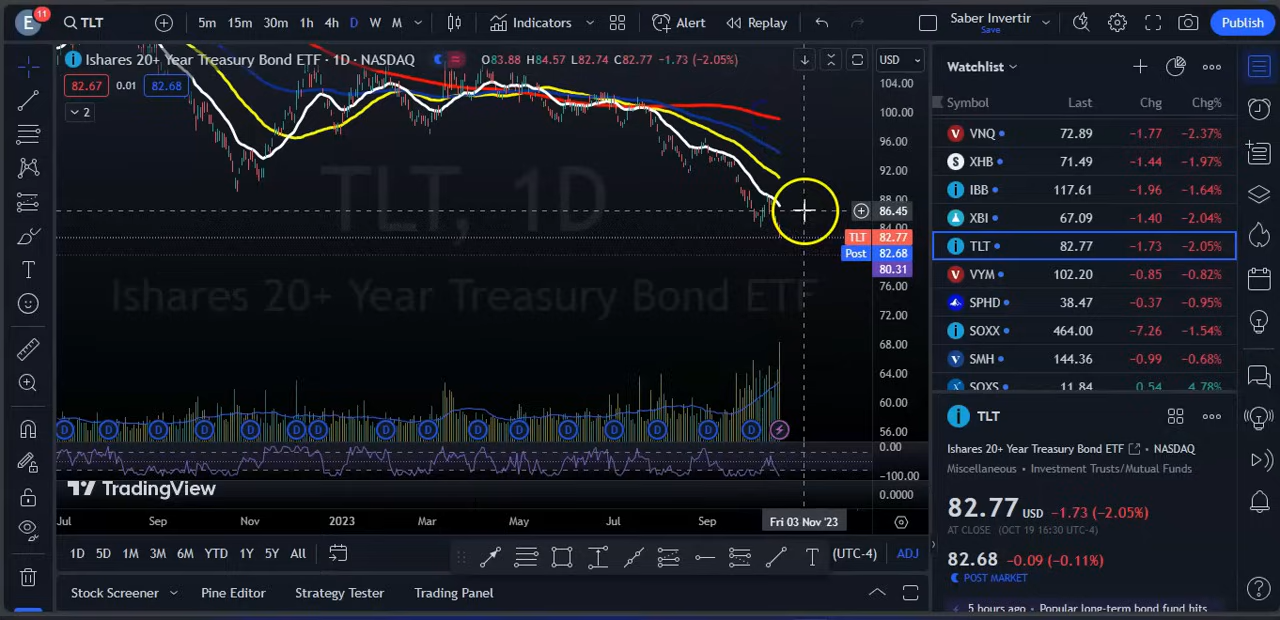 E 11 TLT 5m 15m 30m 1h 4h D W M Indicators Alert Replay Saber Invertir Save Publish
Ishares 20+ Year Treasury Bond ETF · 1D · NASDAQ O83.88 H84.57 L82.74 C82.77 −1.73 (−2.05%) USD
82.67 0.01 82.68
2
TLT, 1D
Ishares 20+ Year Treasury Bond ETF
104.00
100.00
96.00
92.00
88.00
86.45
84.00
TLT 82.77
Post 82.68
80.31
76.00
72.00
68.00
64.00
60.00
56.00
D D D D D D D D D D D D D D D
0.00
−100.00
0.0000
TradingView
Jul Sep Nov 2023 Mar May Jul Sep Fri 03 Nov '23
1D 5D 1M 3M 6M YTD 1Y 5Y All T (UTC-4) ADJ
Stock Screener Pine Editor Strategy Tester Trading Panel
Watchlist
Symbol Last Chg Chg%
VNQ 72.89 −1.77 −2.37%
XHB 71.49 −1.44 −1.97%
IBB 117.61 −1.96 −1.64%
XBI 67.09 −1.40 −2.04%
TLT 82.77 −1.73 −2.05%
VYM 102.20 −0.85 −0.82%
SPHD 38.47 −0.37 −0.95%
SOXX 464.00 −7.26 −1.54%
SMH 144.36 −0.99 −0.68%
SOXS 11.84 0.54 4.78%
TLT
Ishares 20+ Year Treasury Bond ETF · NASDAQ
Miscellaneous · Investment Trusts/Mutual Funds
82.77 USD −1.73 (−2.05%)
AT CLOSE (OCT 19 16:30 UTC-4)
82.68 −0.09 (−0.11%)
POST MARKET
5 hours ago · Popular long-term bond fund hits